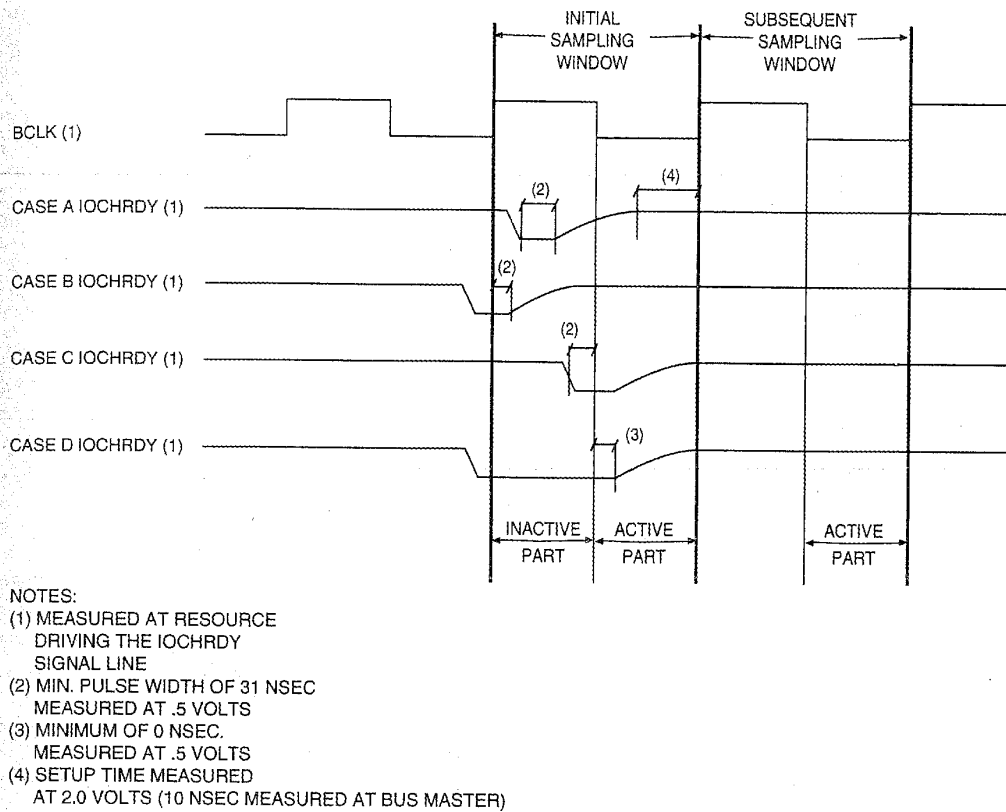 INITIAL
SAMPLING
WINDOW
SUBSEQUENT
SAMPLING
WINDOW
BCLK (1)
(2)
(4)
CASE A IOCHRDY (1)
(2)
CASE B IOCHRDY (1)
(2)
CASE C IOCHRDY (1)
(3)
CASE D IOCHRDY (1)
INACTIVE
PART
ACTIVE
PART
ACTIVE
PART
NOTES:
(1) MEASURED AT RESOURCE
DRIVING THE IOCHRDY
SIGNAL LINE
(2) MIN. PULSE WIDTH OF 31 NSEC
MEASURED AT .5 VOLTS
(3) MINIMUM OF 0 NSEC.
MEASURED AT .5 VOLTS
(4) SETUP TIME MEASURED
AT 2.0 VOLTS (10 NSEC MEASURED AT BUS MASTER)